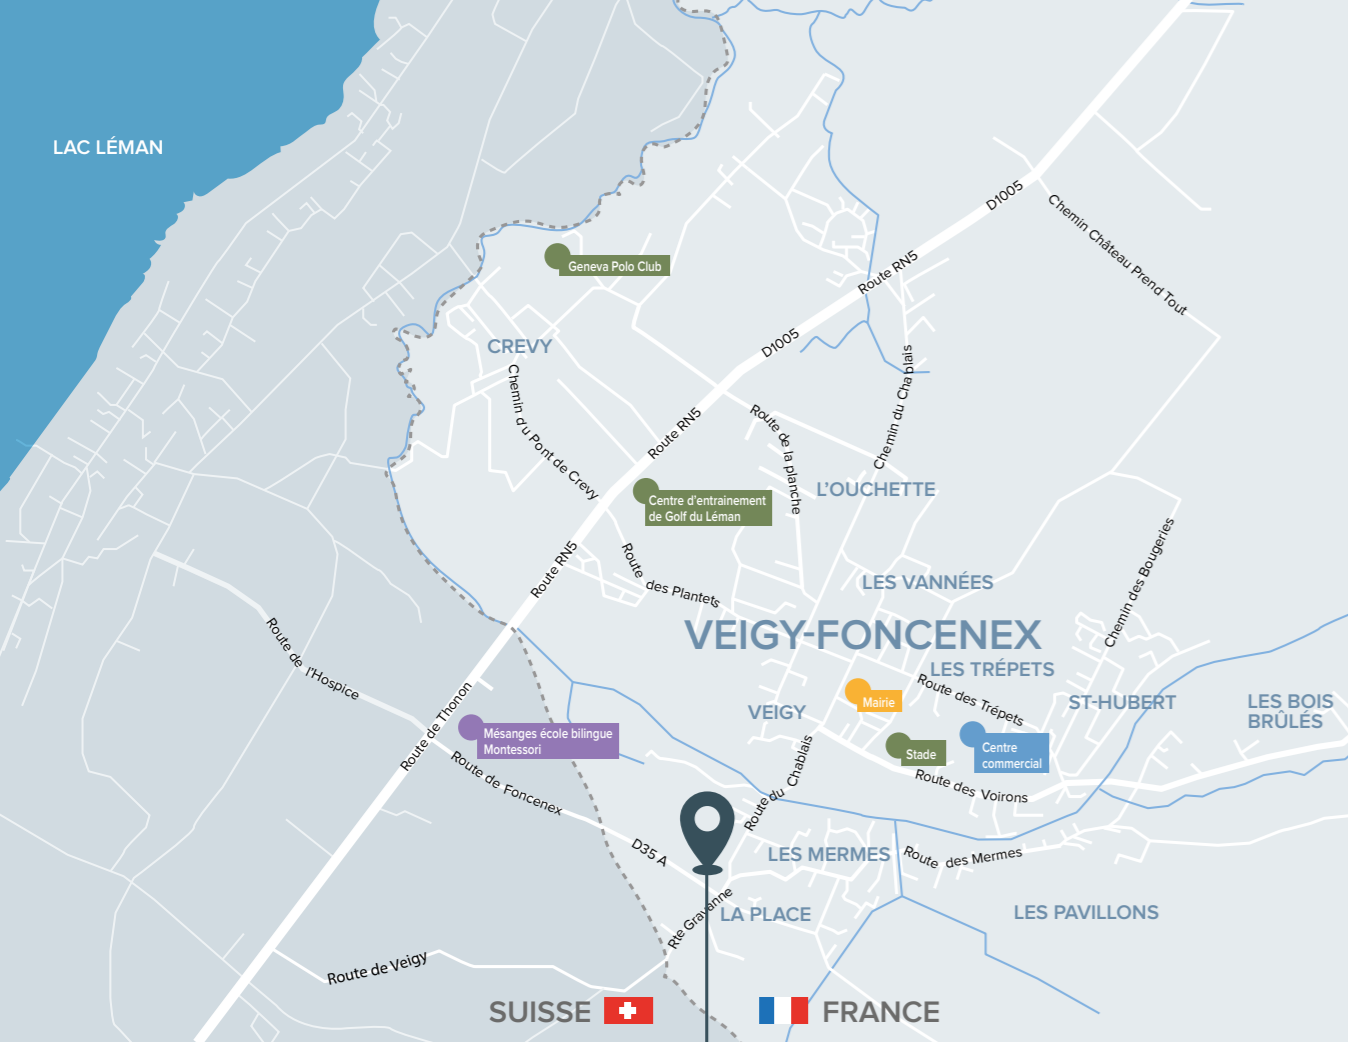 LAC LÉMAN
D1005
Chemin Château Prend Tout
Geneva Polo Club
Route RN5
CREVY
D1005
Chemin du Chablais
Chemin du Pont de Crevy
Route RN5
Route de la planche
L'OUCHETTE
Centre d'entrainement
de Golf du Léman
Route RN5
Route des Plantets
LES VANNÉES
Chemin des Bougeries
VEIGY-FONCENEX
LES TRÉPETS
Route de l'Hospice
Route des Trépets
Mairie
ST-HUBERT
LES BOIS
BRÛLÉS
VEIGY
Route de Thonon
Mésanges école bilingue
Montessori
Stade
Centre
commercial
Route de Foncenex
Route du Chablais
Route des Voirons
D35 A
LES MERMES
Route des Mermes
Rte Gravanne
LA PLACE
LES PAVILLONS
Route de Veigy
SUISSE
FRANCE